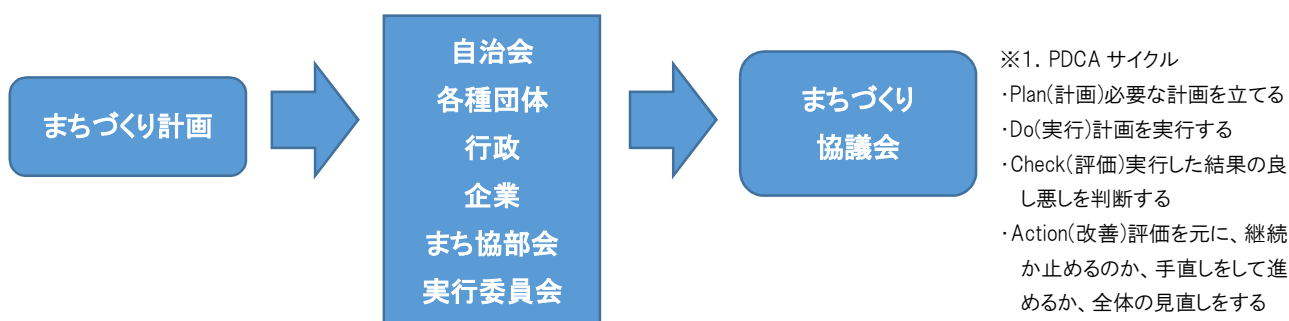 まちづくり計画
自治会
各種団体
行政
企業
まち協部会
実行委員会
まちづくり
協議会
※1．PDCA サイクル
・Plan(計画)必要な計画を立てる
・Do(実行)計画を実行する
・Check(評価)実行した結果の良
し悪しを判断する
・Action(改善)評価を元に、継続
か止めるのか、手直しをして進
めるか、全体の見直しをする